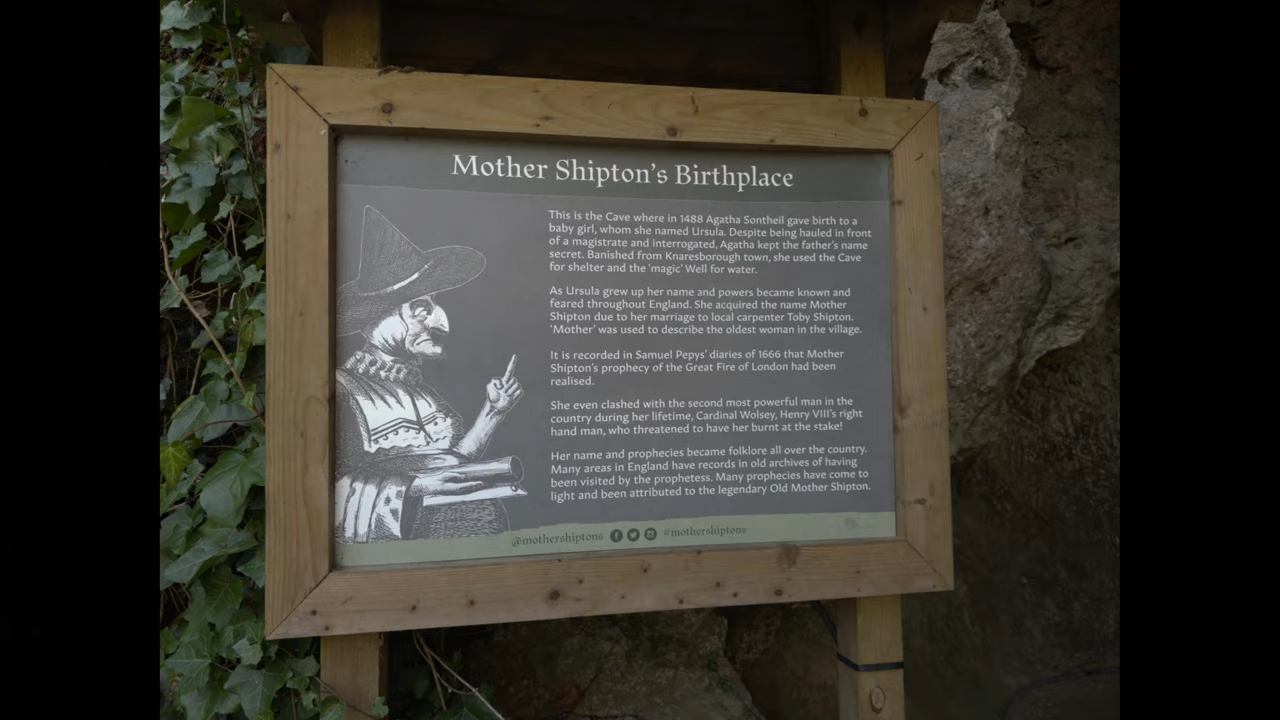 Mother Shipton's Birthplace
This is the Cave where in 1488 Agatha Sontheil gave birth to a
baby girl, whom she named Ursula. Despite being hauled in front
of a magistrate and interrogated, Agatha kept the father's name
secret. Banished from Knaresborough town, she used the Cave
for shelter and the 'magic' Well for water.
As Ursula grew up her name and powers became known and
feared throughout England. She acquired the name Mother
Shipton due to her marriage to local carpenter Toby Shipton.
'Mother' was used to describe the oldest woman in the village.
It is recorded in Samuel Pepys' diaries of 1666 that Mother
Shipton's prophecy of the Great Fire of London had been
realised.
She even clashed with the second most powerful man in the
country during her lifetime, Cardinal Wolsey, Henry VIII's right
hand man, who threatened to have her burnt at the stake!
Her name and prophecies became folklore all over the country.
Many areas in England have records in old archives of having
been visited by the prophetess. Many prophecies have come to
light and been attributed to the legendary Old Mother Shipton.
@mothershiptons #mothershiptons